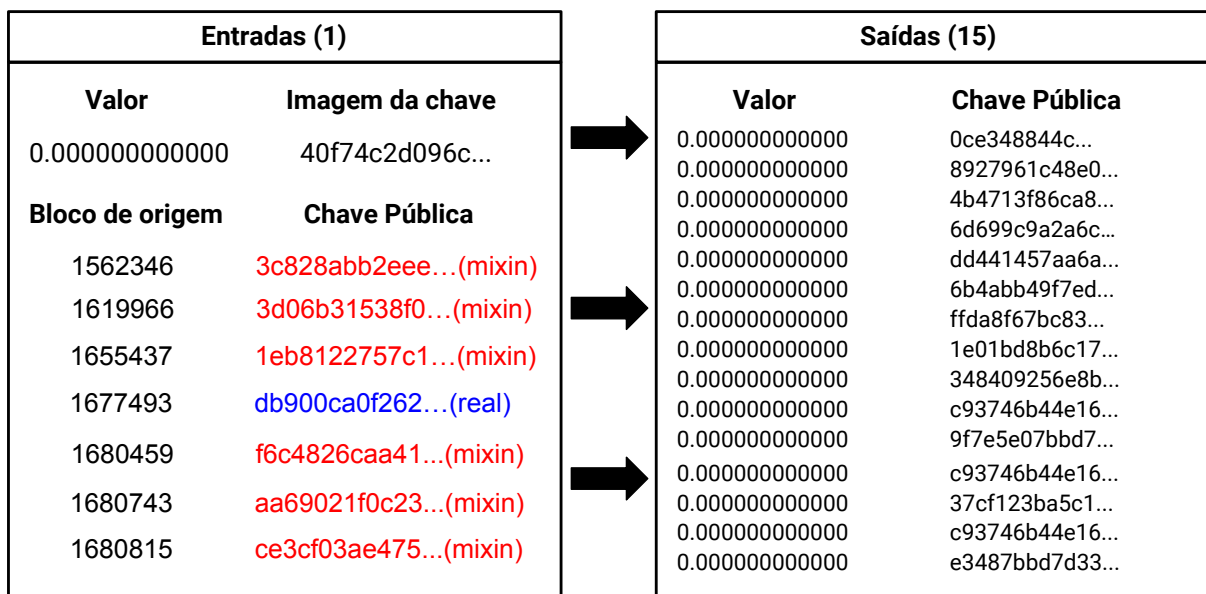 Entradas (1)
Valor Imagem da chave
0.000000000000 40f74c2d096c...
Bloco de origem Chave Pública
1562346 3c828abb2eee…(mixin)
1619966 3d06b31538f0…(mixin)
1655437 1eb8122757c1…(mixin)
1677493 db900ca0f262…(real)
1680459 f6c4826caa41...(mixin)
1680743 aa69021f0c23...(mixin)
1680815 ce3cf03ae475...(mixin)
Saídas (15)
Valor Chave Pública
0.000000000000 0ce348844c...
0.000000000000 8927961c48e0...
0.000000000000 4b4713f86ca8...
0.000000000000 6d699c9a2a6c…
0.000000000000 dd441457aa6a...
0.000000000000 6b4abb49f7ed...
0.000000000000 ffda8f67bc83...
0.000000000000 1e01bd8b6c17...
0.000000000000 348409256e8b...
0.000000000000 c93746b44e16...
0.000000000000 9f7e5e07bbd7...
0.000000000000 c93746b44e16...
0.000000000000 37cf123ba5c1...
0.000000000000 c93746b44e16...
0.000000000000 e3487bbd7d33...